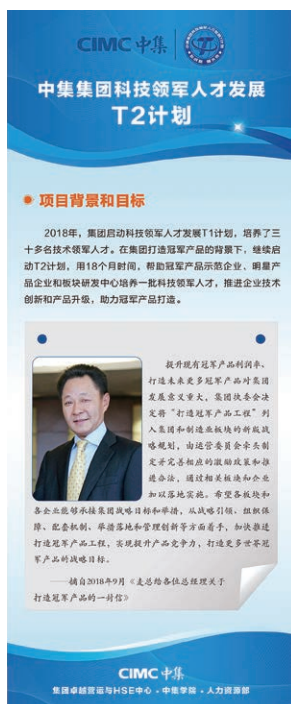 CIMC中集
中集集团科技领军人才发展
T2计划
项目背景和目标
2018年，集团启动科技领军人才发展T1计划，培养了三
十多名技术领军人才。在集团打造冠军产品的背景下，继续启
动T2计划，用18个月时间，帮助冠军产品示范企业、明星产
品企业和板块研发中心培养一批科技领军人才，推进企业技术
创新和产品升级，助力冠军产品打造。
提升现有冠军产品利润率，
打造未来更多冠军产品对集团
发展意义重大，集团执委会决
定将“打造冠军产品工程”列
入集团和制造业板块的新版战
略规划，由运营委员会牵头制
定并完善相应的激励政策和推
进办法，通过相关板块和企业
加以落地实施。希望各板块和
各企业能够承接集团战略目标和举措，从战略引领、组织保
障、配套机制、举措落地和管理创新等方面着手，加快推进
打造冠军产品工程，实现提升产品竞争力，打造更多世界冠
军产品的战略目标。
——摘自2018年9月《麦总给各位总经理关于
打造冠军产品的一封信》
CIMC中集
集团卓越营运与HSE中心·中集学院·人力资源部